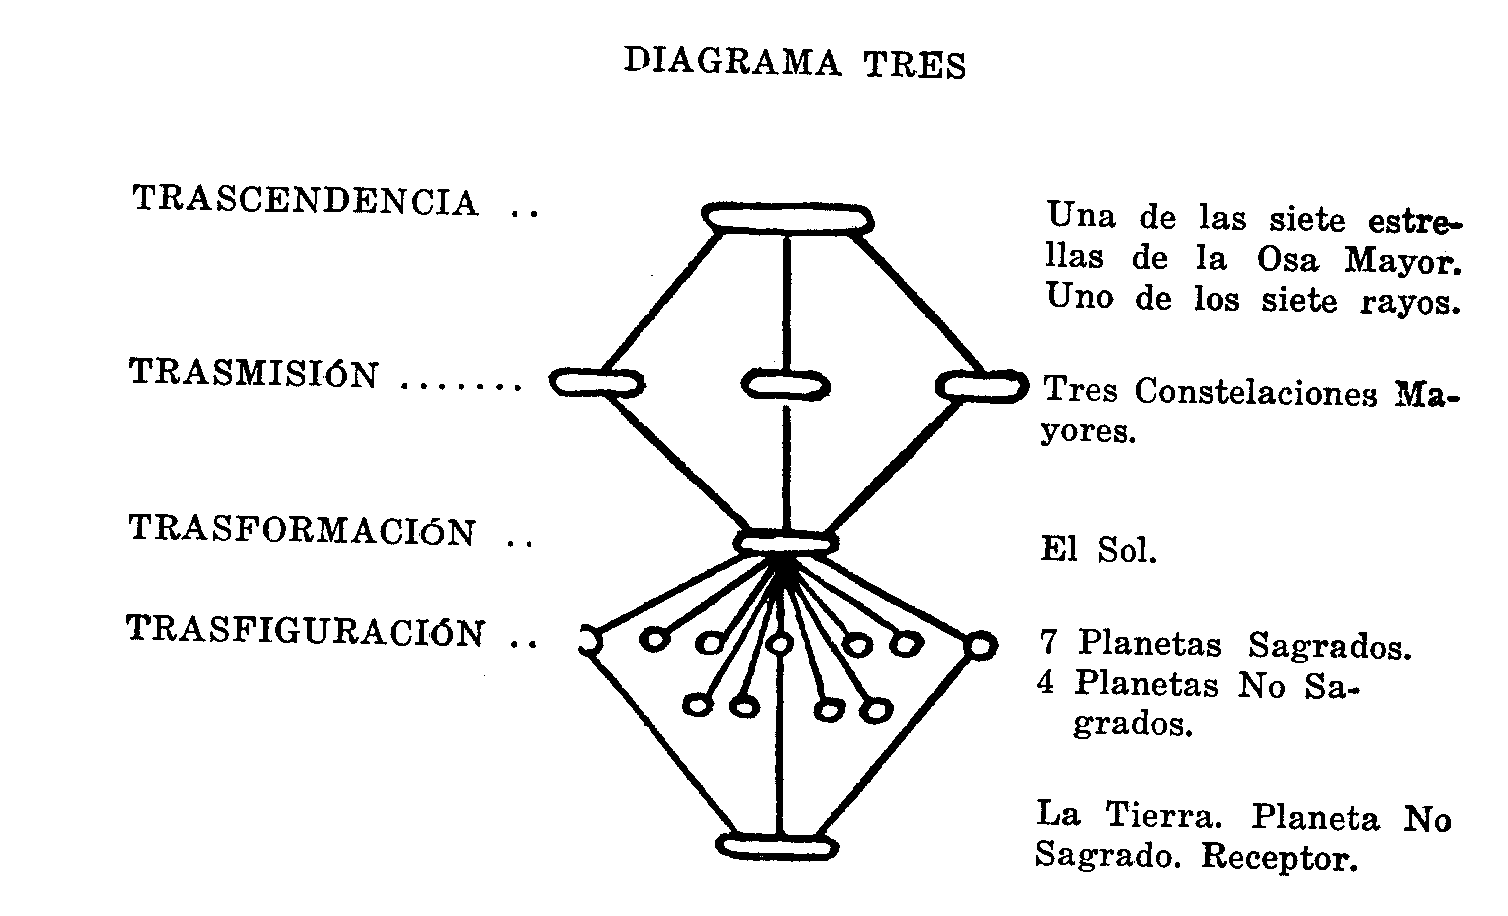 DIAGRAMA TRES
TRASCENDENCIA ..
Una de las siete estre-
llas de la Osa Mayor.
Uno de los siete rayos.
TRASMISIÓN .......
Tres Constelaciones Ma-
yores.
TRASFORMACIÓN ..
El Sol.
TRASFIGURACIÓN ..
7 Planetas Sagrados.
4 Planetas No Sa-
grados.
La Tierra. Planeta No
Sagrado. Receptor.